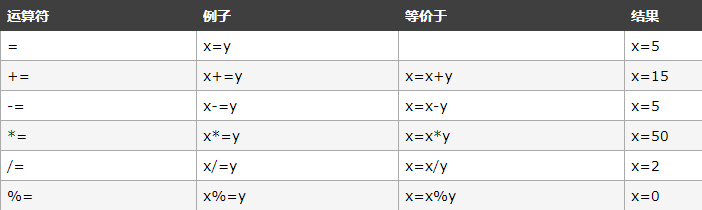 运算符 例子 等价于 结果
= x=y x=5
+= x+=y x=x+y x=15
-= x-=y x=x-y x=5
*= x*=y x=x*y x=50
/= x/=y x=x/y x=2
%= x%=y x=x%y x=0